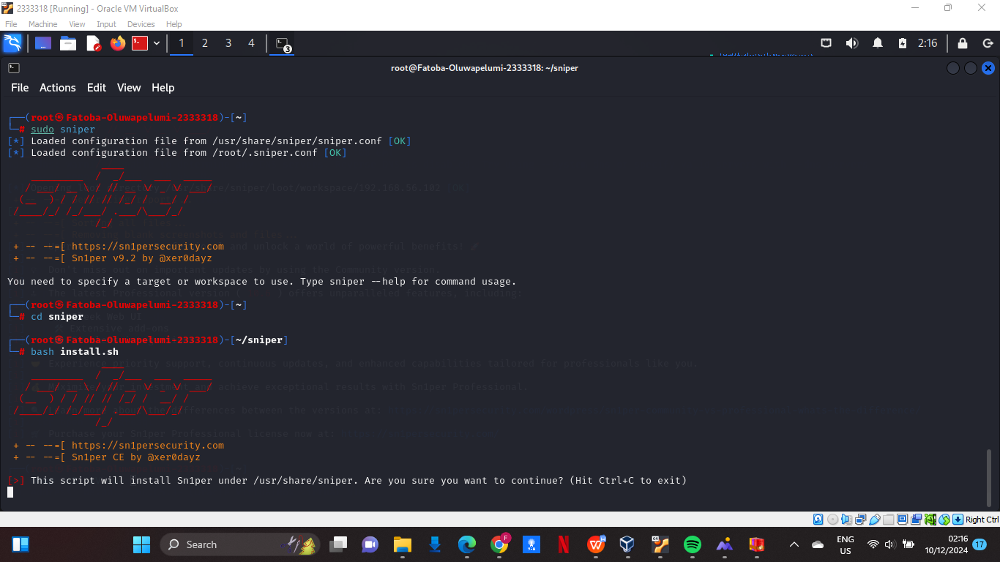 2333318 [Running] - Oracle VM VirtualBox
File Machine View Input Devices Help
1 2 3 4 3 2:16
root@Fatoba-Oluwapelumi-2333318: ~/sniper
File Actions Edit View Help
┌──(root㉿Fatoba-Oluwapelumi-2333318)-[~]
└─# sudo sniper
[*] Loaded configuration file from /usr/share/sniper/sniper.conf [OK]
[*] Loaded configuration file from /root/.sniper.conf [OK]
+ -- --=[ https://sn1persecurity.com
+ -- --=[ Sn1per v9.2 by @xer0dayz
You need to specify a target or workspace to use. Type sniper --help for command usage.
┌──(root㉿Fatoba-Oluwapelumi-2333318)-[~]
└─# cd sniper
┌──(root㉿Fatoba-Oluwapelumi-2333318)-[~/sniper]
└─# bash install.sh
+ -- --=[ https://sn1persecurity.com
+ -- --=[ Sn1per CE by @xer0dayz
[>] This script will install Sn1per under /usr/share/sniper. Are you sure you want to continue? (Hit Ctrl+C to exit)
Right Ctrl
Search
ENG
US
02:16
10/12/2024
17